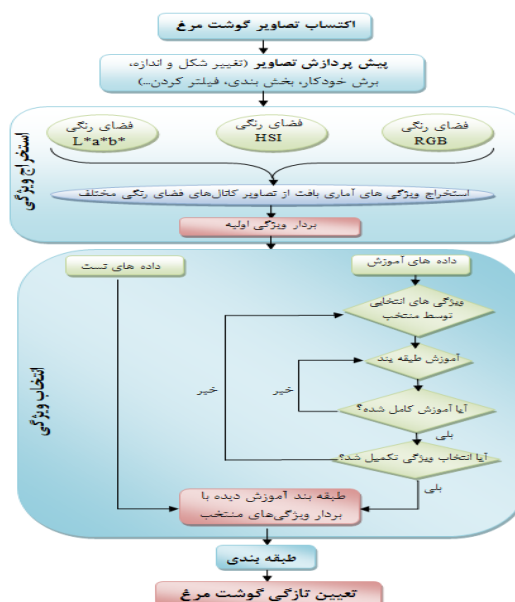 اکتساب تصاویر گوشت مرغ
پیش پردازش تصاویر (تغییر شکل و اندازه،
برش خودکار، بخش بندی، فیلتر کردن...)
استخراج ویژگی
فضای رنگی
RGB
فضای رنگی
HSI
فضای رنگی
L*a*b*
استخراج ویژگی های آماری بافت از تصاویر کانال‌های فضای رنگی مختلف
بردار ویژگی اولیه
انتخاب ویژگی
داده های آموزش
داده های تست
ویژگی های انتخابی
توسط منتخب
آموزش طبقه بند
خیر
خیر
آیا آموزش کامل شده؟
بلی
آیا انتخاب ویژگی تکمیل شد؟
بلی
طبقه بند آموزش دیده با
بردار ویژگی‌های منتخب
طبقه بندی
تعیین تازگی گوشت مرغ